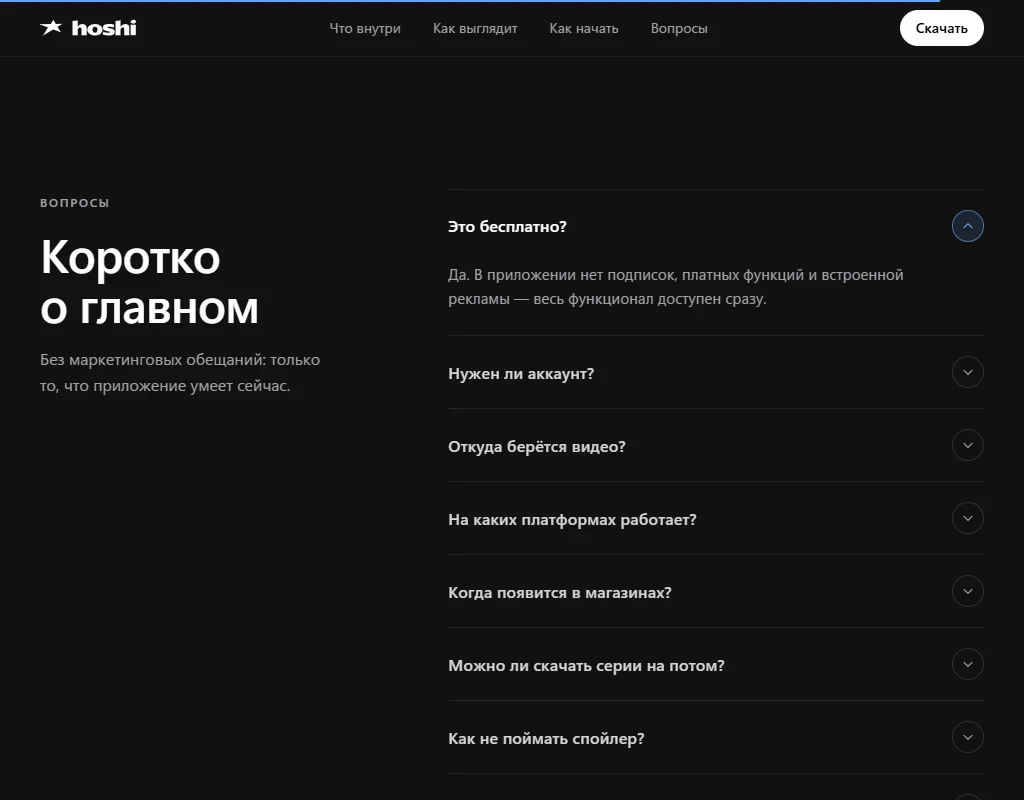 hoshi
Что внутри
Как выглядит
Как начать
Вопросы
Скачать
ВОПРОСЫ
Коротко
о главном
Без маркетинговых обещаний: только
то, что приложение умеет сейчас.
Это бесплатно?
Да. В приложении нет подписок, платных функций и встроенной
рекламы — весь функционал доступен сразу.
Нужен ли аккаунт?
Откуда берётся видео?
На каких платформах работает?
Когда появится в магазинах?
Можно ли скачать серии на потом?
Как не поймать спойлер?